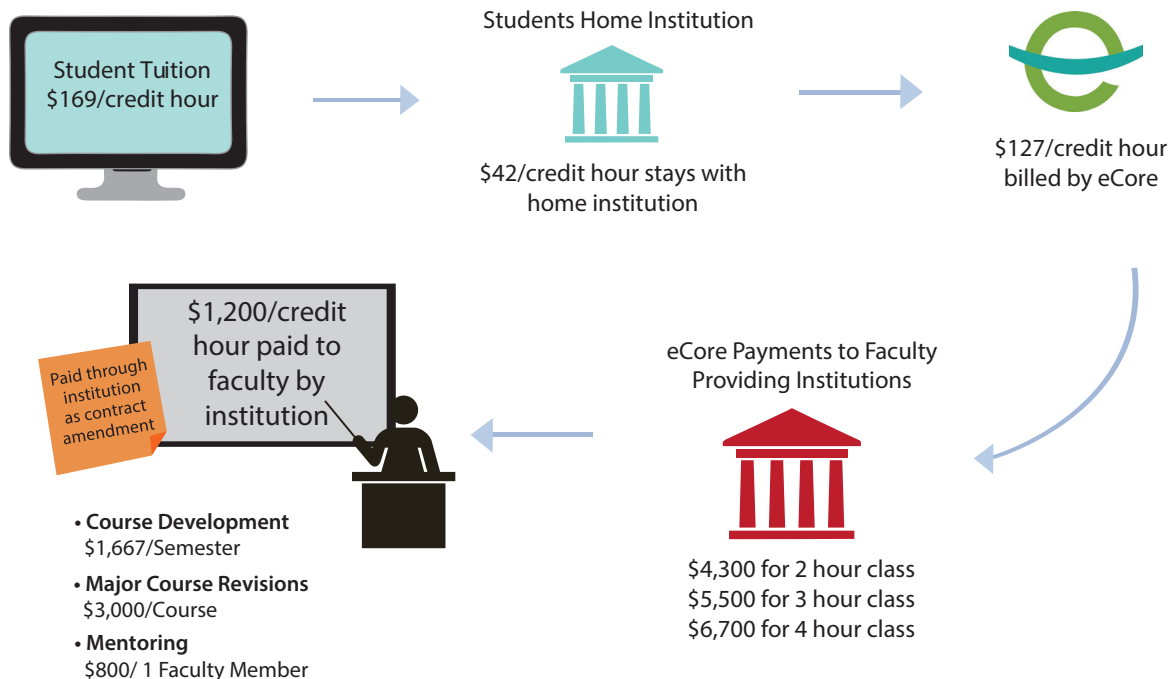 Student Tuition
$169/credit hour
Students Home Institution
$42/credit hour stays with
home institution
$127/credit hour
billed by eCore
eCore Payments to Faculty
Providing Institutions
$4,300 for 2 hour class
$5,500 for 3 hour class
$6,700 for 4 hour class
$1,200/credit
hour paid to
faculty by
institution
Paid through
institution
as contract
amendment
• Course Development
$1,667/Semester
• Major Course Revisions
$3,000/Course
• Mentoring
$800/ 1 Faculty Member